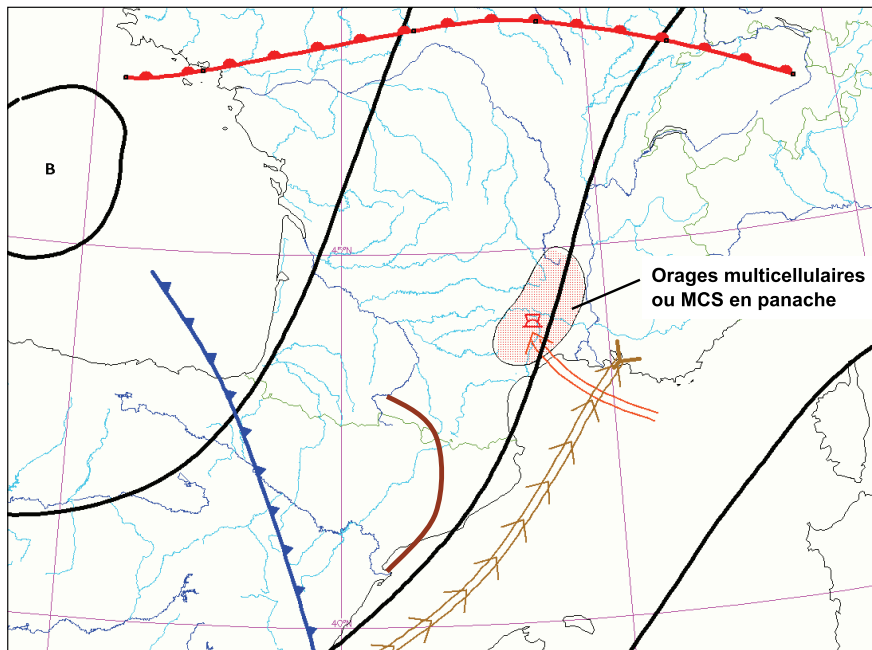 B
45°N
Orages multicellulaires
ou MCS en panache
40°N